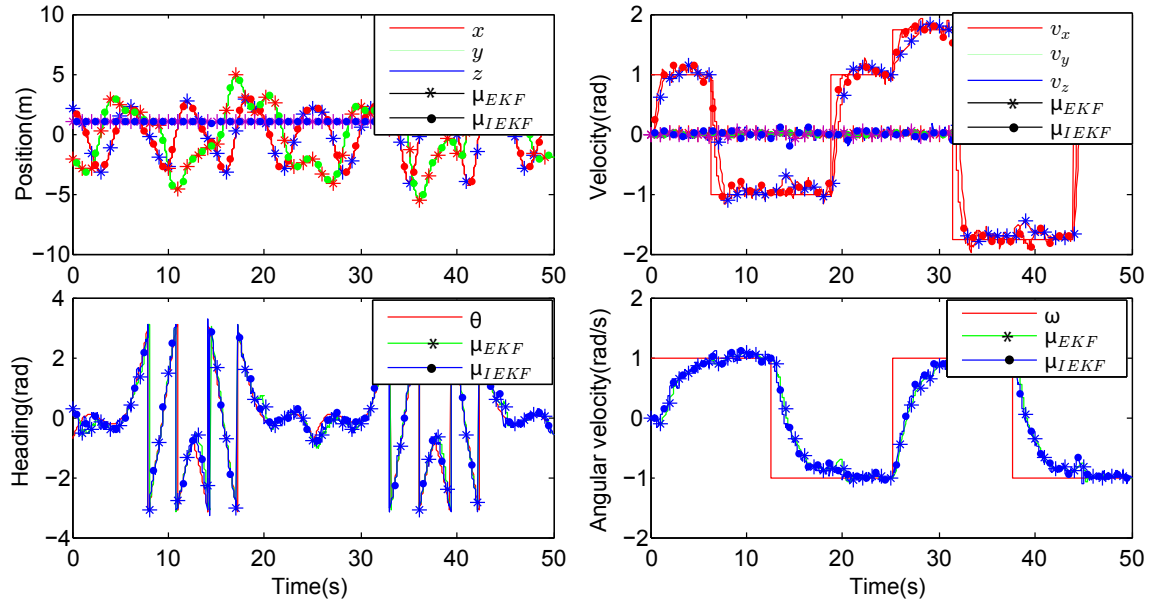 10
5
0
−5
−10
Position(m)
0 10 20 30 40 50
x
y
z
μ_EKF
μ_IEKF
2
1
0
−1
−2
Velocity(rad)
0 10 20 30 40 50
v_x
v_y
v_z
μ_EKF
μ_IEKF
4
2
0
−2
−4
Heading(rad)
0 10 20 30 40 50
Time(s)
θ
μ_EKF
μ_IEKF
2
1
0
−1
−2
Angular velocity(rad/s)
0 10 20 30 40 50
Time(s)
ω
μ_EKF
μ_IEKF